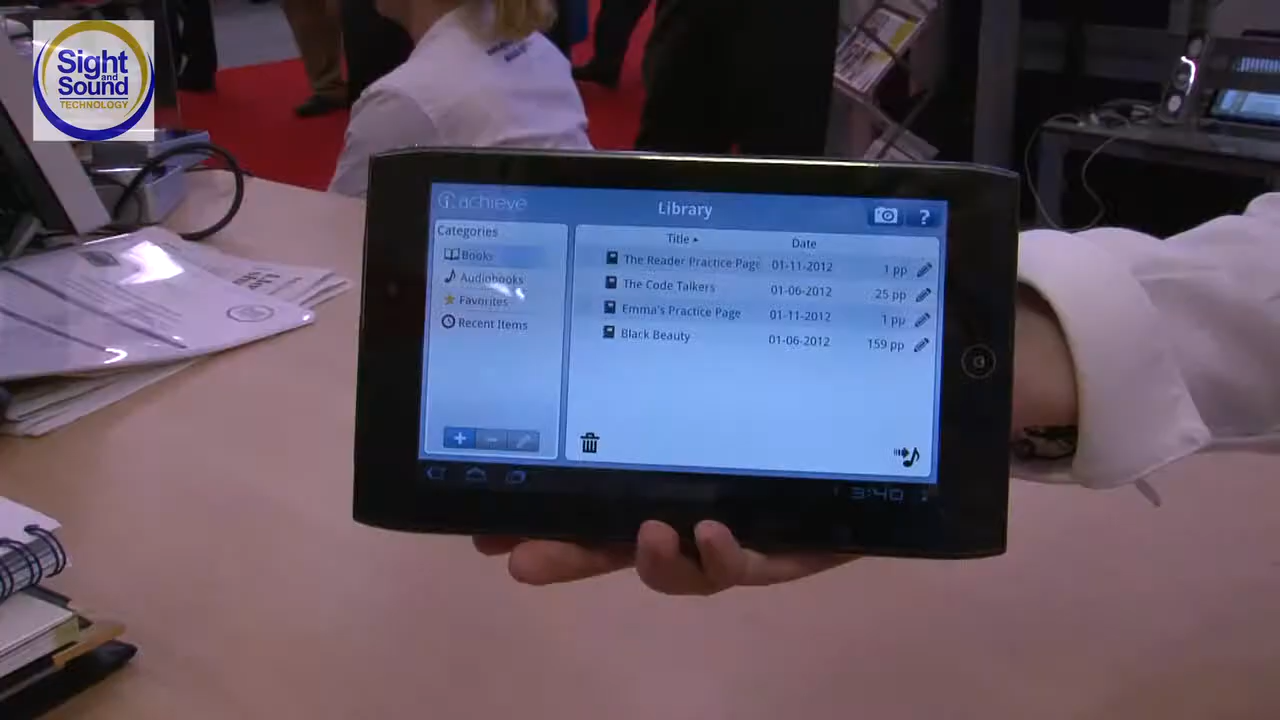 Sight
and
Sound
TECHNOLOGY
achieve
Library
?
Categories
Books
Audiobooks
Favorites
Recent Items
Title
Date
The Reader Practice Page
01-11-2012
1 pp
The Code Talkers
01-06-2012
25 pp
Emma's Practice Page
01-11-2012
1 pp
Black Beauty
01-06-2012
159 pp
3:40